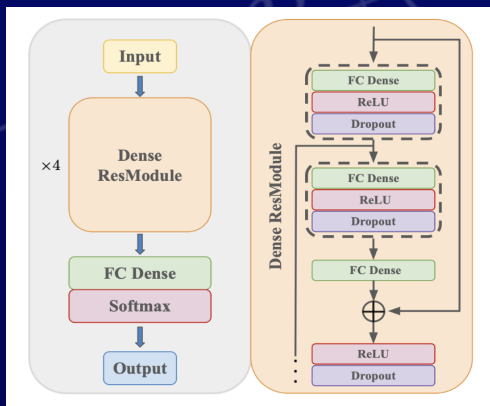 Input
×4
Dense
ResModule
FC Dense
Softmax
Output
Dense ResModule
FC Dense
ReLU
Dropout
FC Dense
ReLU
Dropout
FC Dense
ReLU
Dropout